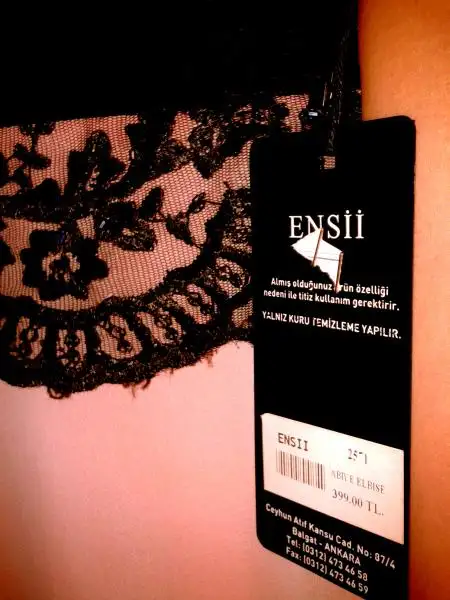 ENSİİ
Almış olduğunuz ürün özelliği
nedeni ile titiz kullanım gerektirir.
YALNIZ KURU TEMİZLEME YAPILIR.
ENSII
2571
ABİYE ELBİSE
399.00 TL.
Ceyhun Atıf Kansu Cad. No: 87/4
Balgat - ANKARA
Tel: (0312) 473 46 58
Fax: (0312) 473 46 59